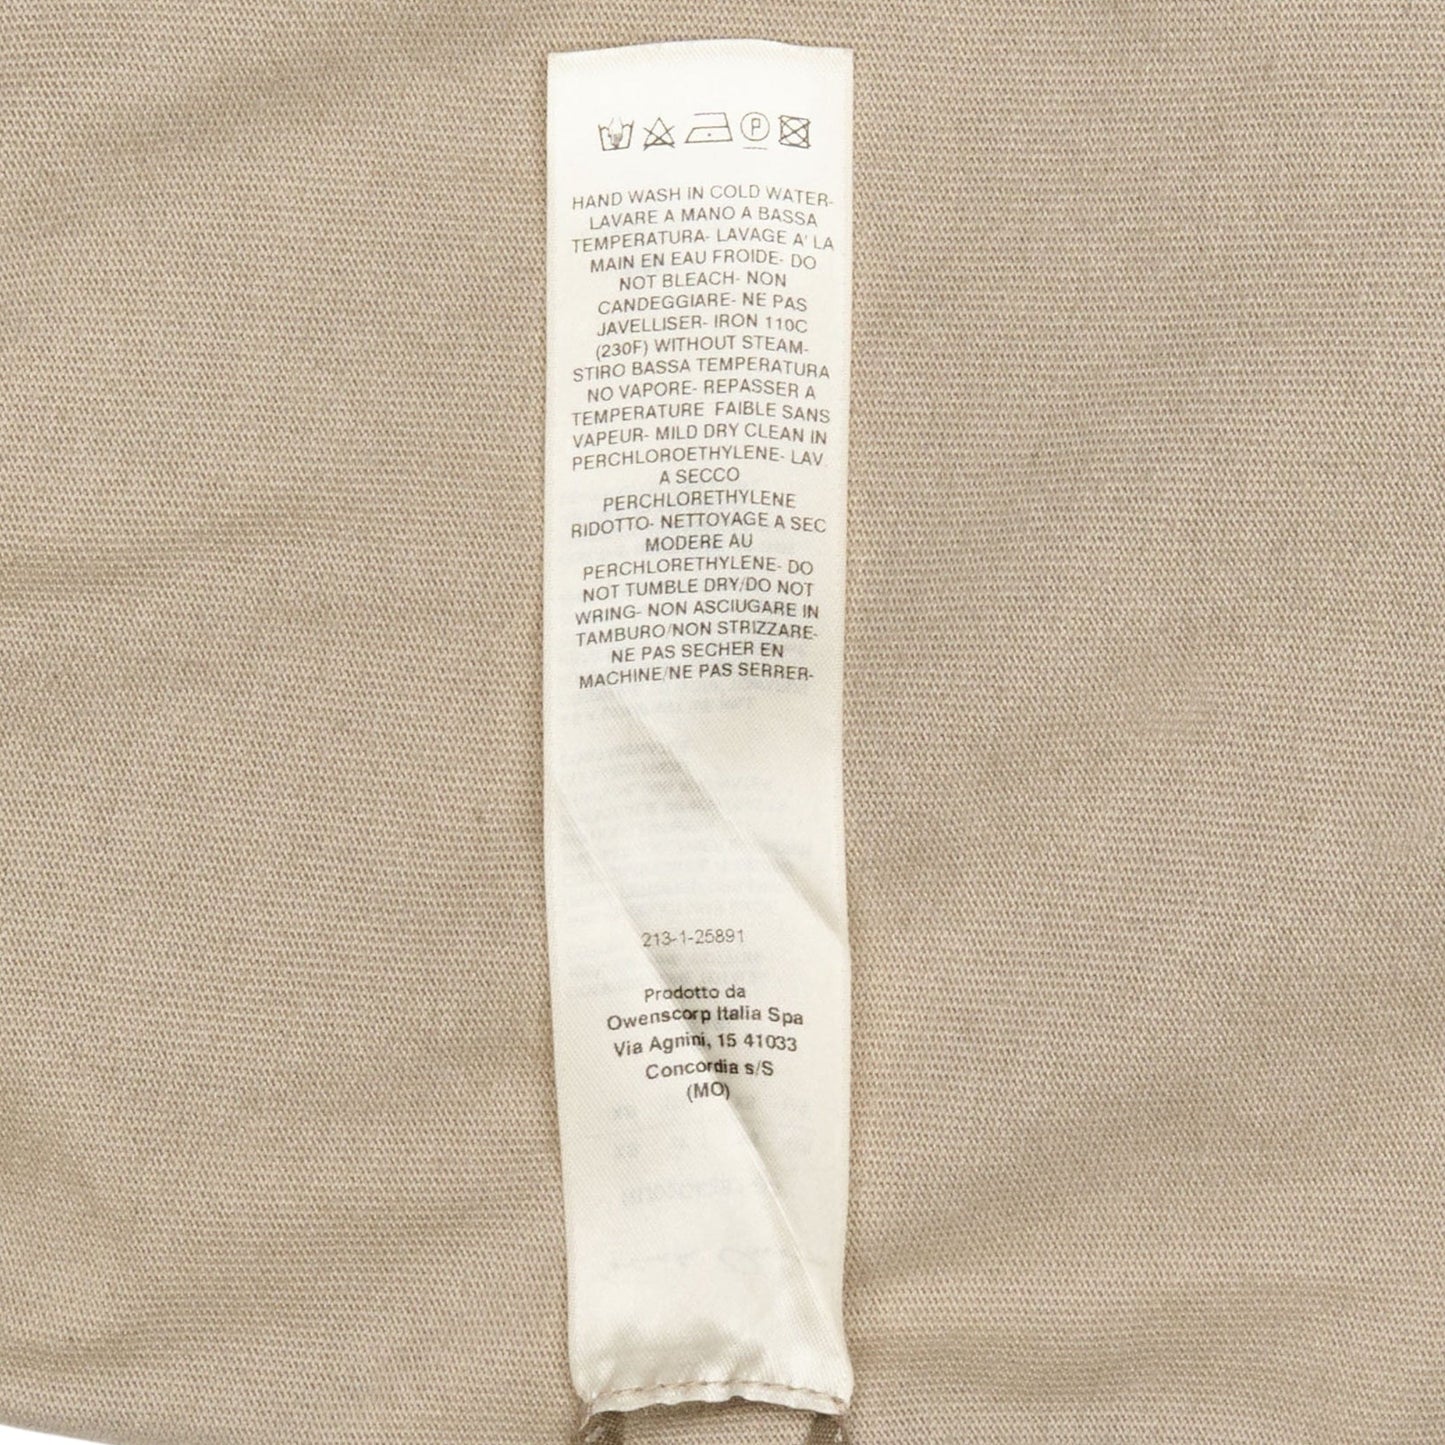 P
HAND WASH IN COLD WATER-
LAVARE A MANO A BASSA
TEMPERATURA- LAVAGE A' LA
MAIN EN EAU FROIDE- DO
NOT BLEACH- NON
CANDEGGIARE- NE PAS
JAVELLISER- IRON 110C
(230F) WITHOUT STEAM-
STIRO BASSA TEMPERATURA
NO VAPORE- REPASSER A
TEMPERATURE FAIBLE SANS
VAPEUR- MILD DRY CLEAN IN
PERCHLOROETHYLENE- LAV
A SECCO
PERCHLORETHYLENE
RIDOTTO- NETTOYAGE A SEC
MODERE AU
PERCHLORETHYLENE- DO
NOT TUMBLE DRY/DO NOT
WRING- NON ASCIUGARE IN
TAMBURO/NON STRIZZARE-
NE PAS SECHER EN
MACHINE/NE PAS SERRER-
213-1-25891
Prodotto da
Owenscorp Italia Spa
Via Agnini, 15 41033
Concordia s/S
(MO)